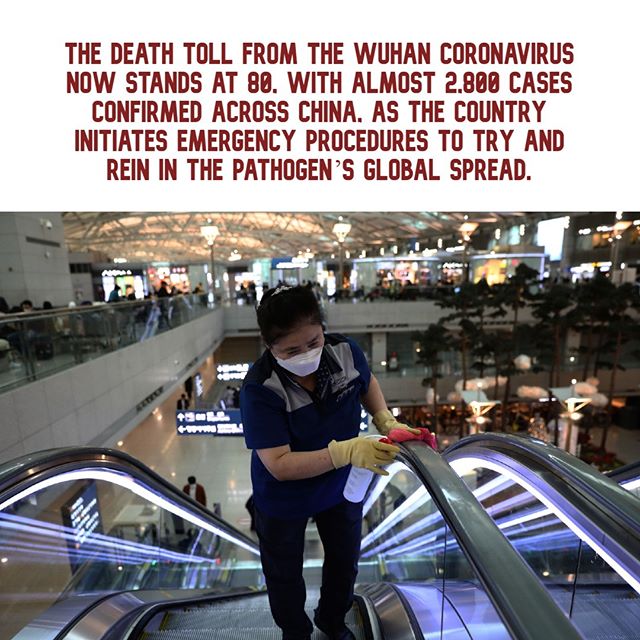 THE DEATH TOLL FROM THE WUHAN CORONAVIRUS
NOW STANDS AT 80, WITH ALMOST 2,800 CASES
CONFIRMED ACROSS CHINA, AS THE COUNTRY
INITIATES EMERGENCY PROCEDURES TO TRY AND
REIN IN THE PATHOGEN'S GLOBAL SPREAD.